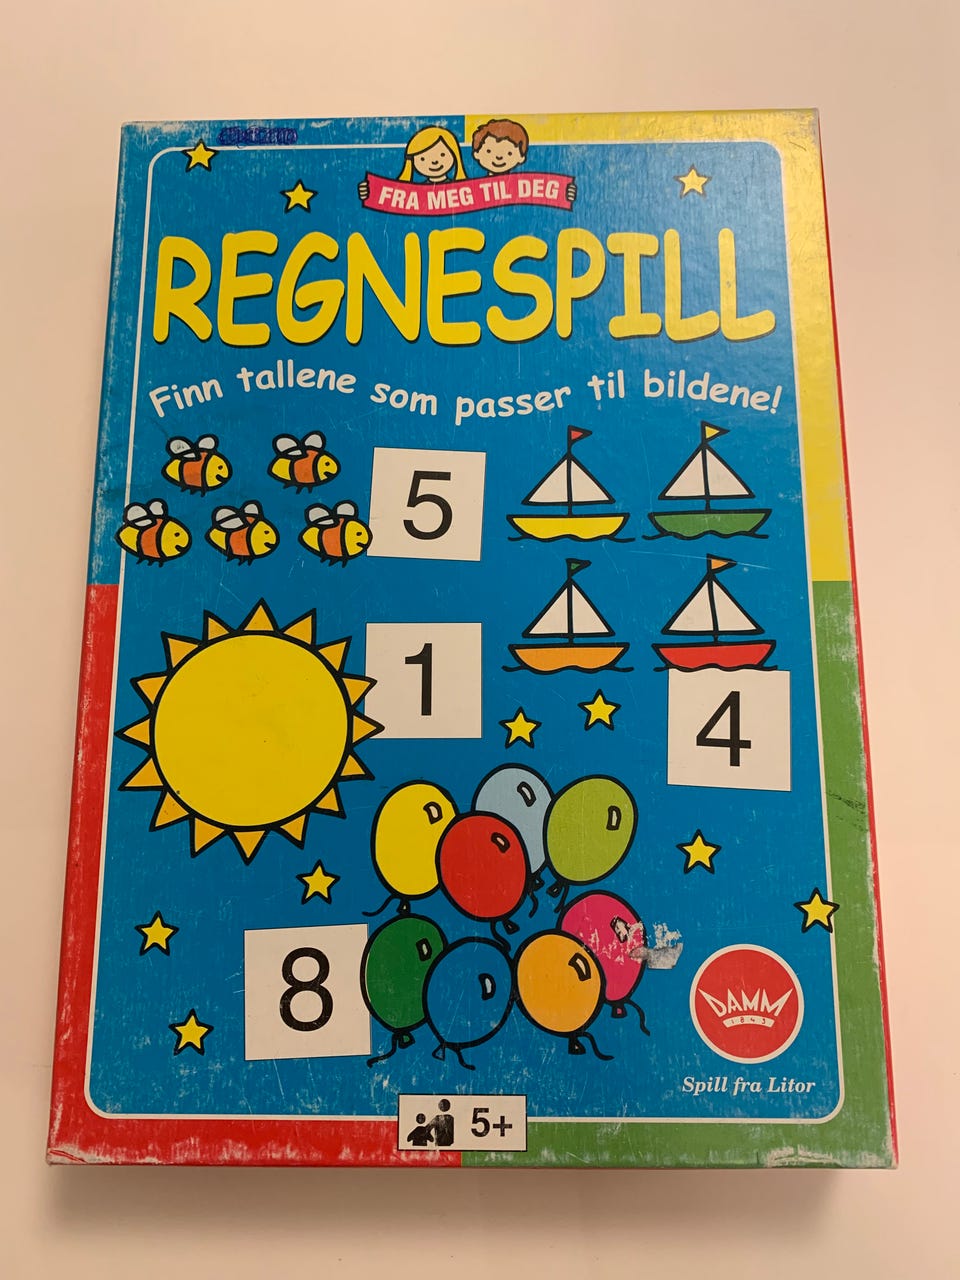 FRA MEG TIL DEG
REGNESPILL
Finn tallene som passer til bildene!
5
1
4
8
DAMM
1843
Spill fra Litor
5+